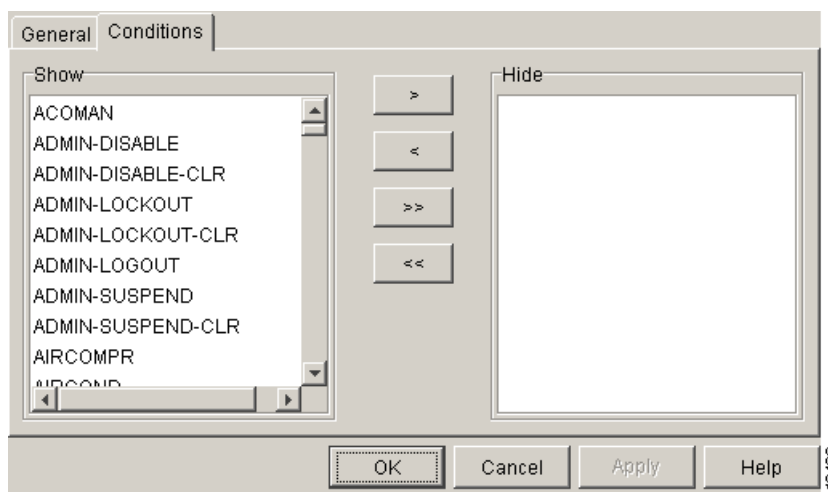 General Conditions
Show
ACOMAN
ADMIN-DISABLE
ADMIN-DISABLE-CLR
ADMIN-LOCKOUT
ADMIN-LOCKOUT-CLR
ADMIN-LOGOUT
ADMIN-SUSPEND
ADMIN-SUSPEND-CLR
AIRCOMPR
>
<
>>
<<
Hide
OK Cancel Apply Help